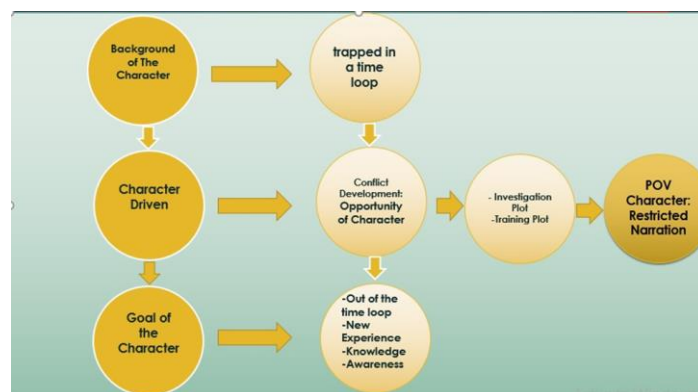 Background
of The
Character
trapped in
a time
loop
Character
Driven
Conflict
Development:
Opportunity
of Character
- Investigation
Plot
-Training Plot
POV
Character:
Restricted
Narration
Goal of
the
Character
-Out of the
time loop
-New
Experience
-Knowledge
-Awareness